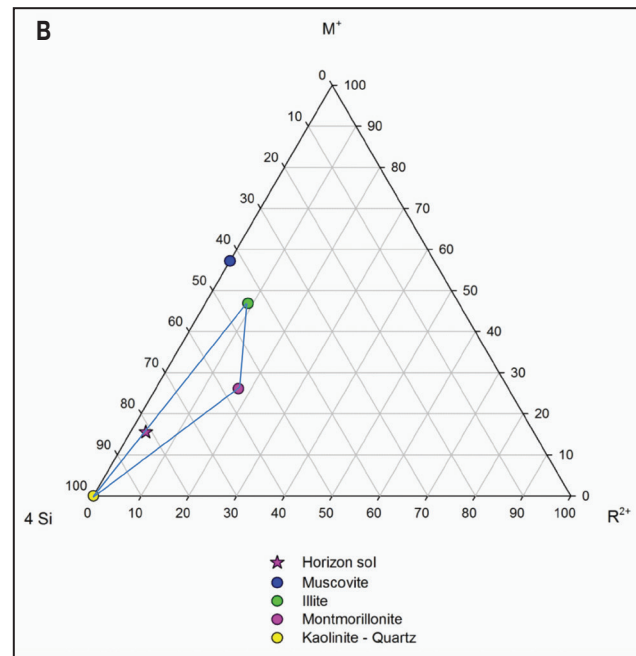 B
M⁺
0 100
10 90
20 80
30 70
40 60
50 50
60 40
70 30
80 20
90 10
100 0
0 10 20 30 40 50 60 70 80 90 100
4 Si R²⁺
Horizon sol
Muscovite
Illite
Montmorillonite
Kaolinite - Quartz